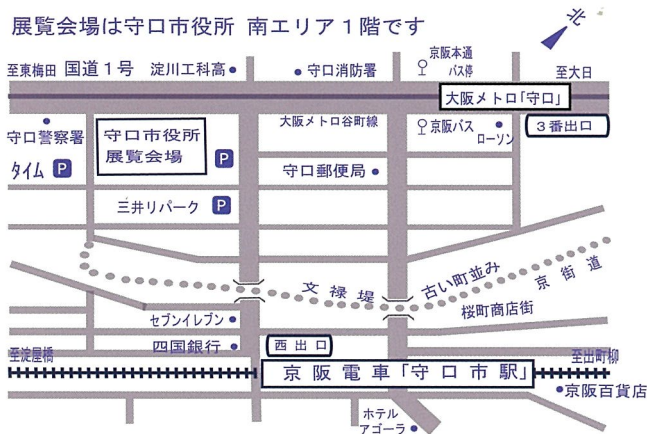 展覧会場は守口市役所 南エリア1階です
北
京阪本通
バス停
至東梅田 国道1号 淀川工科高
守口消防署
至大日
大阪メトロ「守口」
守口警察署
守口市役所
展覧会場
P
大阪メトロ谷町線
京阪バス
ローソン
3番出口
タイム P
守口郵便局
三井リパーク P
文禄堤
古い町並み
京街道
桜町商店街
セブンイレブン
四国銀行
西出口
至淀屋橋
京阪電車「守口市駅」
至出町柳
京阪百貨店
ホテル
アゴーラ